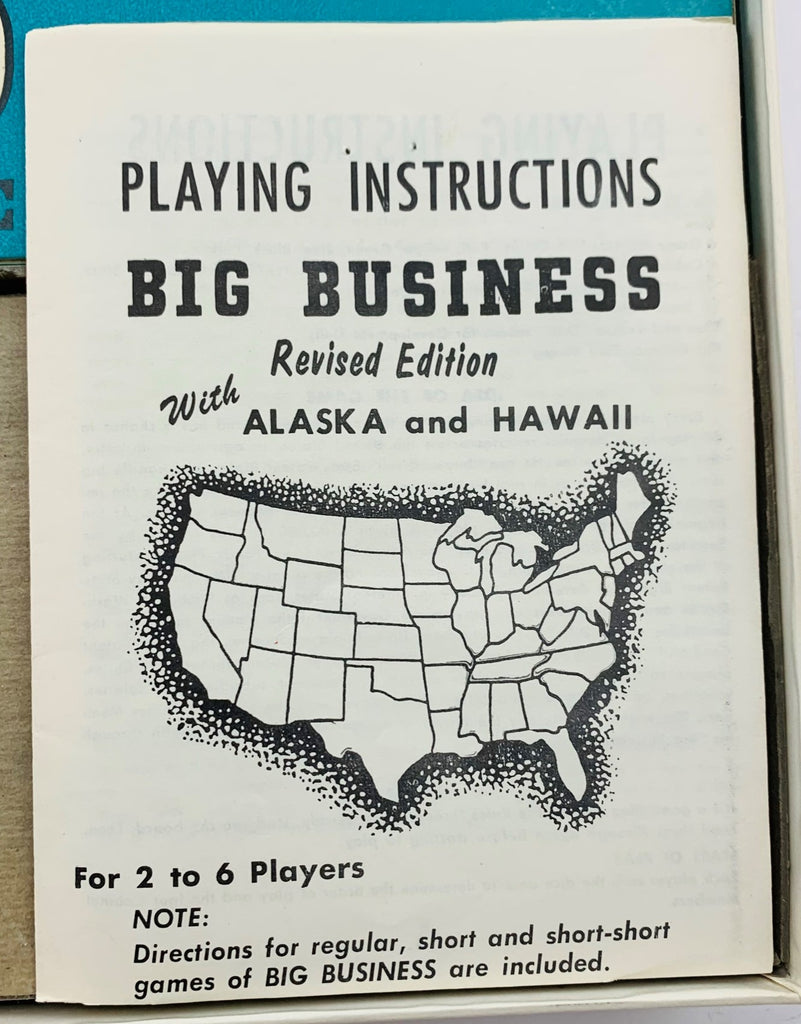 PLAYING INSTRUCTIONS
BIG BUSINESS
Revised Edition
With
ALASKA and HAWAII
For 2 to 6 Players
NOTE:
Directions for regular, short and short-short
games of BIG BUSINESS are included.